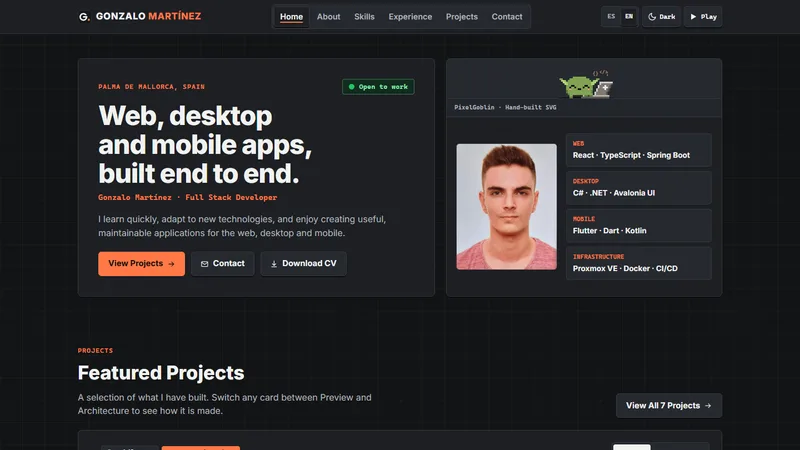 G. GONZALO MARTÍNEZ
Home About Skills Experience Projects Contact
ES EN
Dark
Play
PALMA DE MALLORCA, SPAIN
Open to work
Web, desktop
and mobile apps,
built end to end.
Gonzalo Martínez · Full Stack Developer
I learn quickly, adapt to new technologies, and enjoy creating useful,
maintainable applications for the web, desktop and mobile.
View Projects →
Contact
Download CV
PixelGoblin · Hand-built SVG
WEB
React · TypeScript · Spring Boot
DESKTOP
C# · .NET · Avalonia UI
MOBILE
Flutter · Dart · Kotlin
INFRASTRUCTURE
Proxmox VE · Docker · CI/CD
PROJECTS
Featured Projects
A selection of what I have built. Switch any card between Preview and
Architecture to see how it is made.
View All 7 Projects →